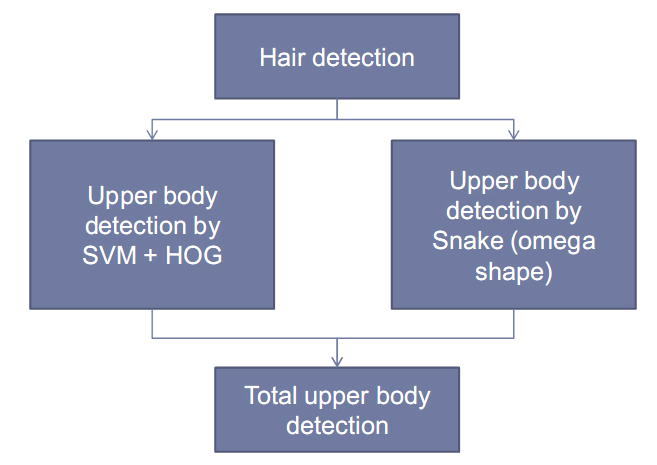 Hair detection
Upper body
detection by
SVM + HOG
Upper body
detection by
Snake (omega
shape)
Total upper body
detection